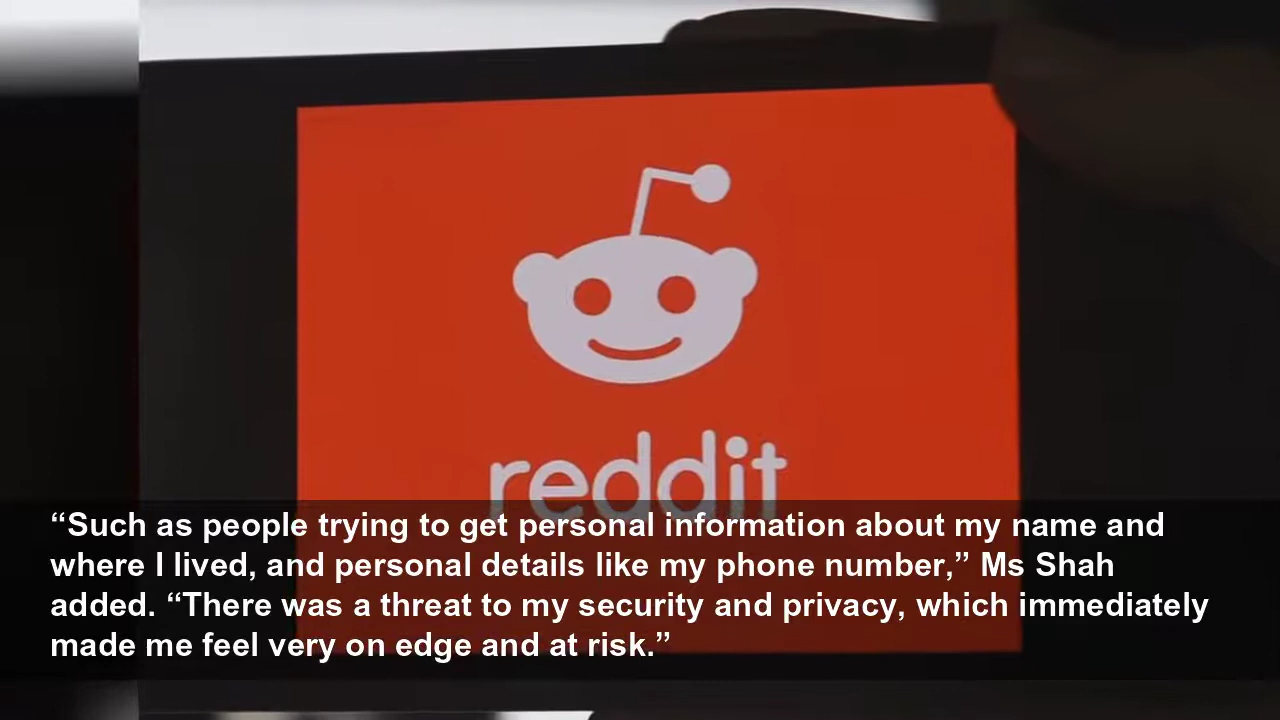 reddit
“Such as people trying to get personal information about my name and
where I lived, and personal details like my phone number,” Ms Shah
added. “There was a threat to my security and privacy, which immediately
made me feel very on edge and at risk.”